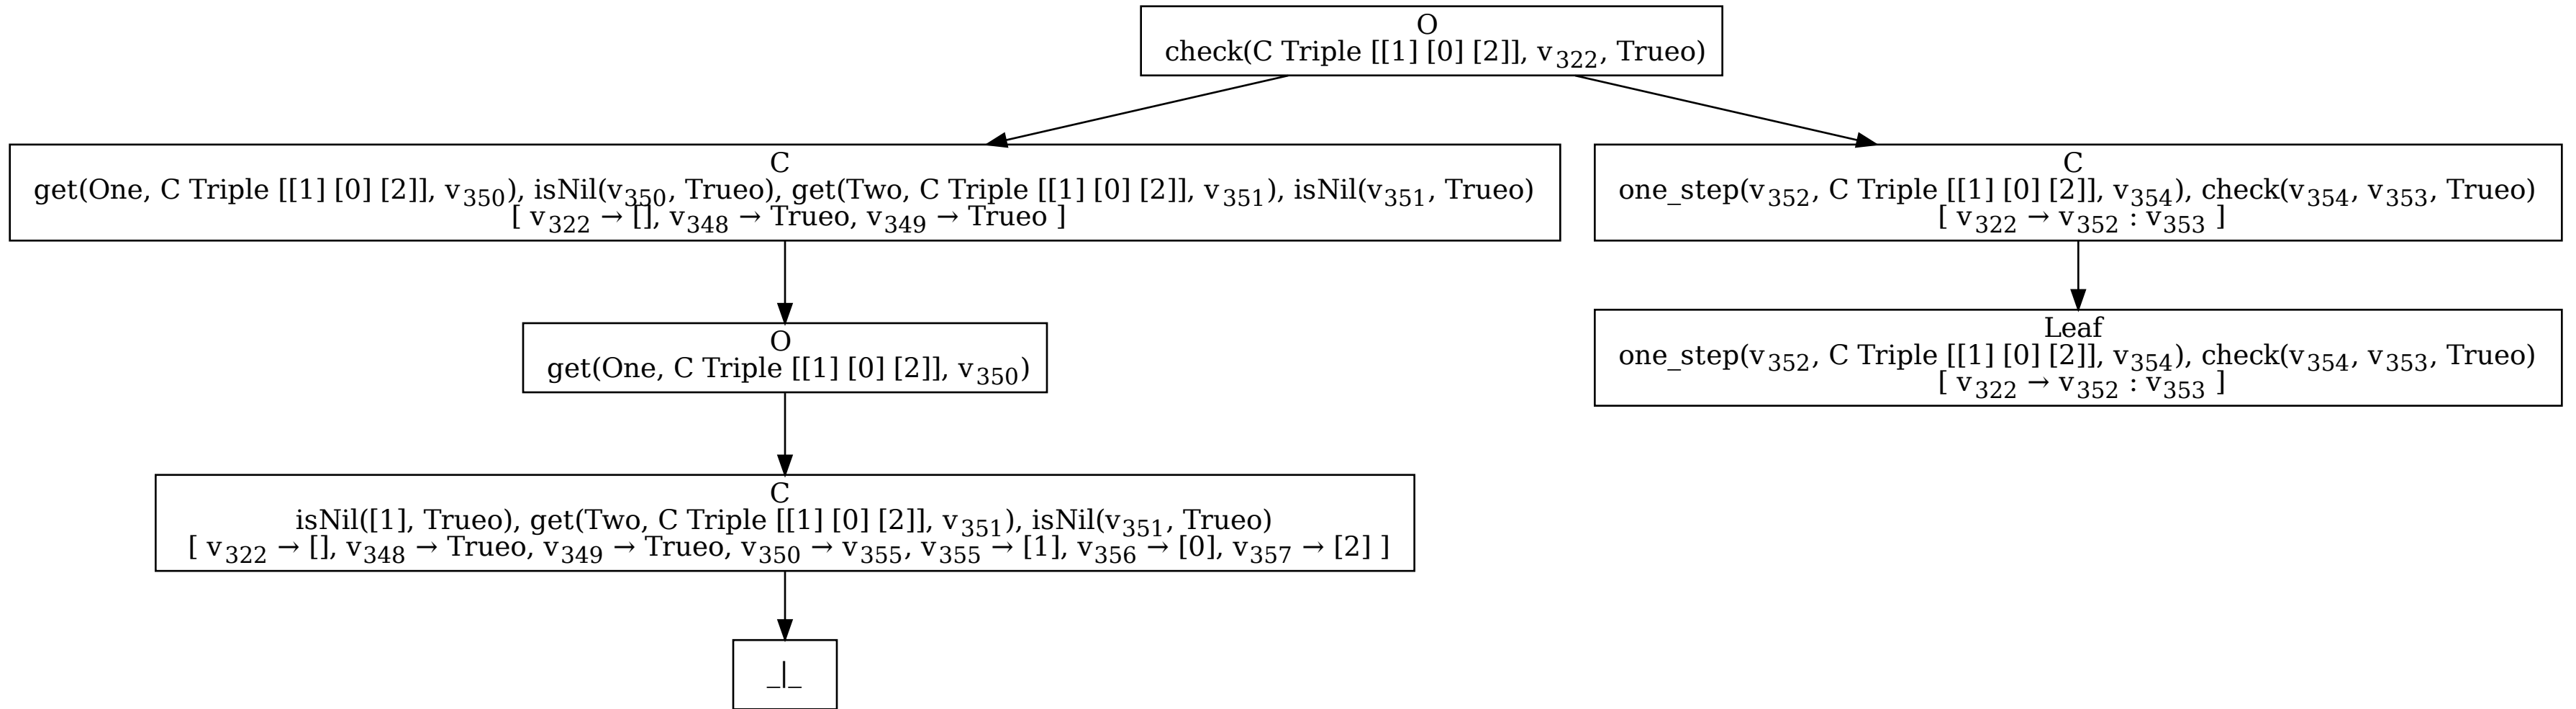 O
check(C Triple [[1] [0] [2]], v322, Trueo)
C
get(One, C Triple [[1] [0] [2]], v350), isNil(v350, Trueo), get(Two, C Triple [[1] [0] [2]], v351), isNil(v351, Trueo)
[ v322 → [], v348 → Trueo, v349 → Trueo ]
C
one_step(v352, C Triple [[1] [0] [2]], v354), check(v354, v353, Trueo)
[ v322 → v352 : v353 ]
O
get(One, C Triple [[1] [0] [2]], v350)
Leaf
one_step(v352, C Triple [[1] [0] [2]], v354), check(v354, v353, Trueo)
[ v322 → v352 : v353 ]
C
isNil([1], Trueo), get(Two, C Triple [[1] [0] [2]], v351), isNil(v351, Trueo)
[ v322 → [], v348 → Trueo, v349 → Trueo, v350 → v355, v355 → [1], v356 → [0], v357 → [2] ]
_|_